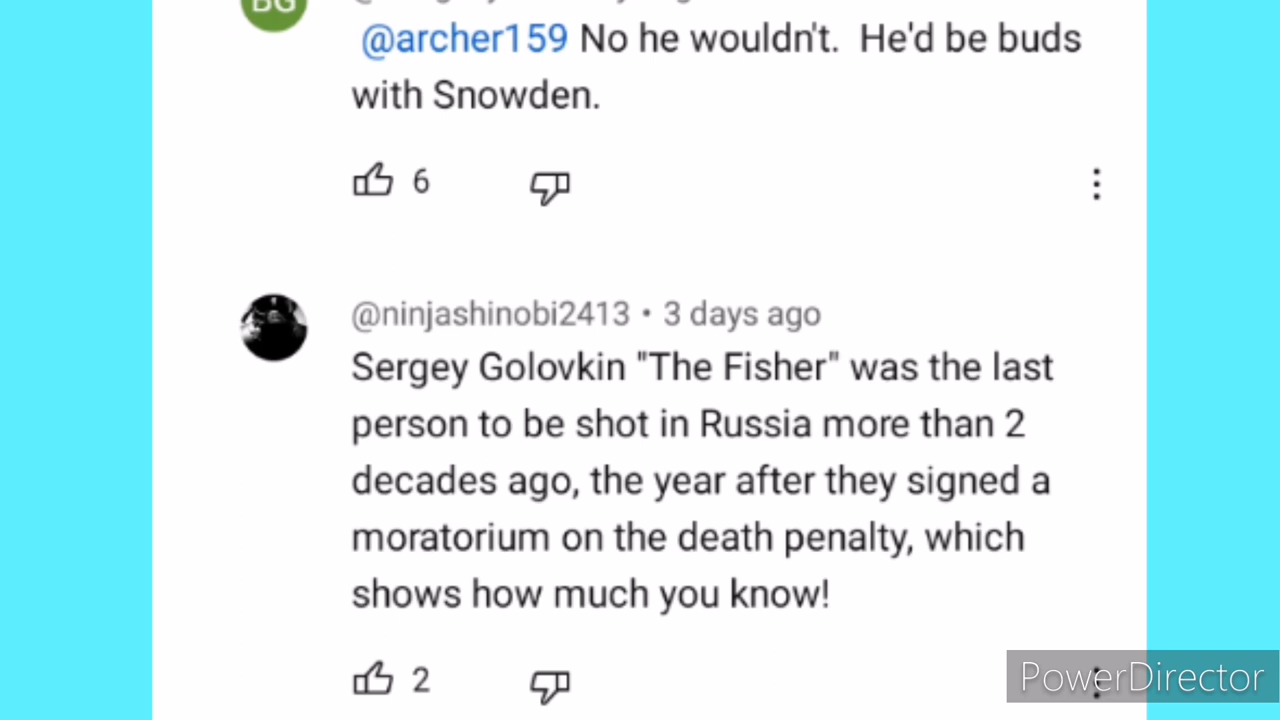 BG
@archer159 No he wouldn't.  He'd be buds
with Snowden.
6
@ninjashinobi2413 • 3 days ago
Sergey Golovkin "The Fisher" was the last
person to be shot in Russia more than 2
decades ago, the year after they signed a
moratorium on the death penalty, which
shows how much you know!
2
PowerDirector